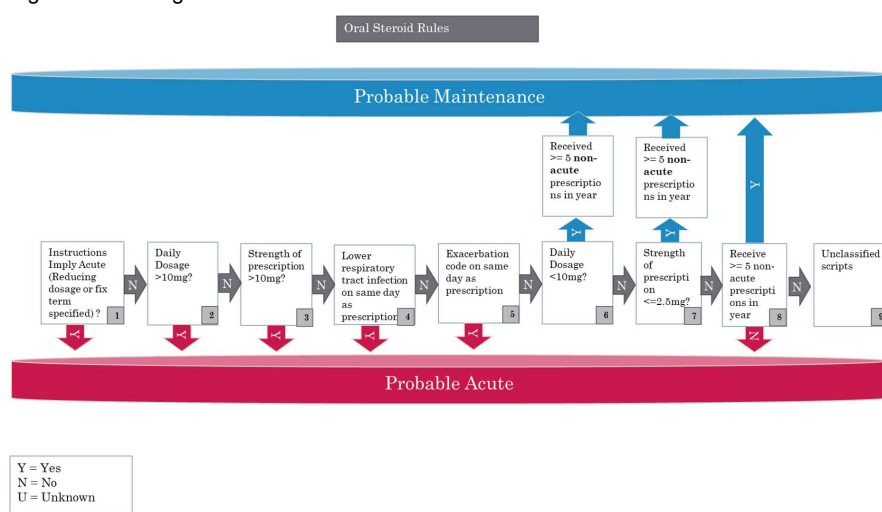 Oral Steroid Rules
Probable Maintenance
Received
>= 5 non-
acute
prescriptio
ns in year
Received
>= 5 non-
acute
prescriptio
ns in year
Y
Y
Y
Instructions
Imply Acute
(Reducing
dosage or fix
term
specified) ?
1
N
Daily
Dosage
>10mg?
2
N
Strength of
prescription
>10mg?
3
N
Lower
respiratory
tract infection
on same day
as
prescription
4
N
Exacerbation
code on same
day as
prescription
5
N
Daily
Dosage
<10mg?
6
N
Strength
of
prescripti
on
<=2.5mg?
7
N
Receive
>= 5 non-
acute
prescripti
ons in
year
8
N
Unclassified
scripts
9
Y
Y
Y
Y
Y
N
Probable Acute
Y = Yes
N = No
U = Unknown